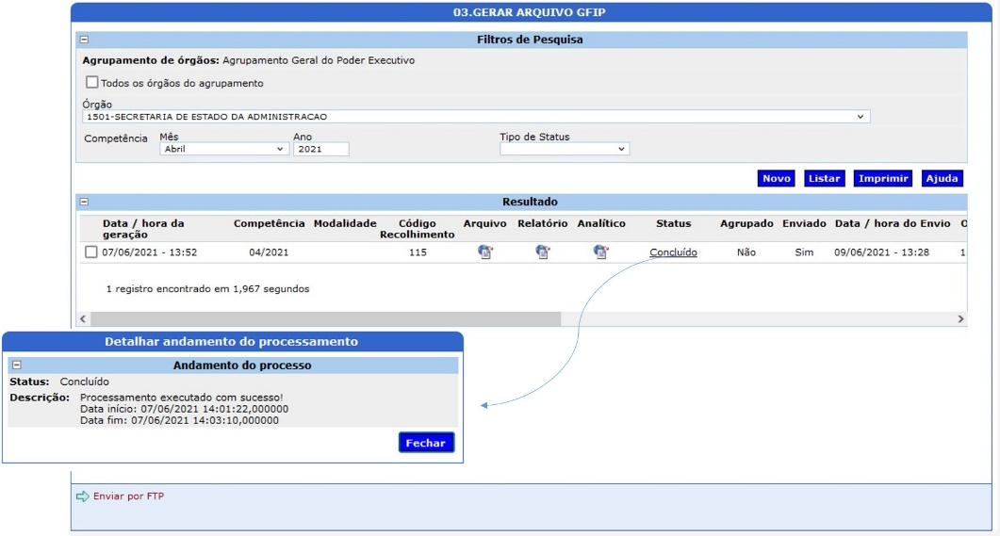 03.GERAR ARQUIVO GFIP
Filtros de Pesquisa
Agrupamento de órgãos: Agrupamento Geral do Poder Executivo
Todos os órgãos do agrupamento
Órgão
1501-SECRETARIA DE ESTADO DA ADMINISTRACAO
Competência Mês Ano Tipo de Status
Abril 2021
Novo Listar Imprimir Ajuda
Resultado
Data / hora da geração Competência Modalidade Código Recolhimento Arquivo Relatório Analítico Status Agrupado Enviado Data / hora do Envio O
07/06/2021 - 13:52 04/2021 115 Concluído Não Sim 09/06/2021 - 13:28 1
1 registro encontrado em 1,967 segundos
Detalhar andamento do processamento
Andamento do processo
Status: Concluído
Descrição: Processamento executado com sucesso!
Data início: 07/06/2021 14:01:22,000000
Data fim: 07/06/2021 14:03:10,000000
Fechar
Enviar por FTP